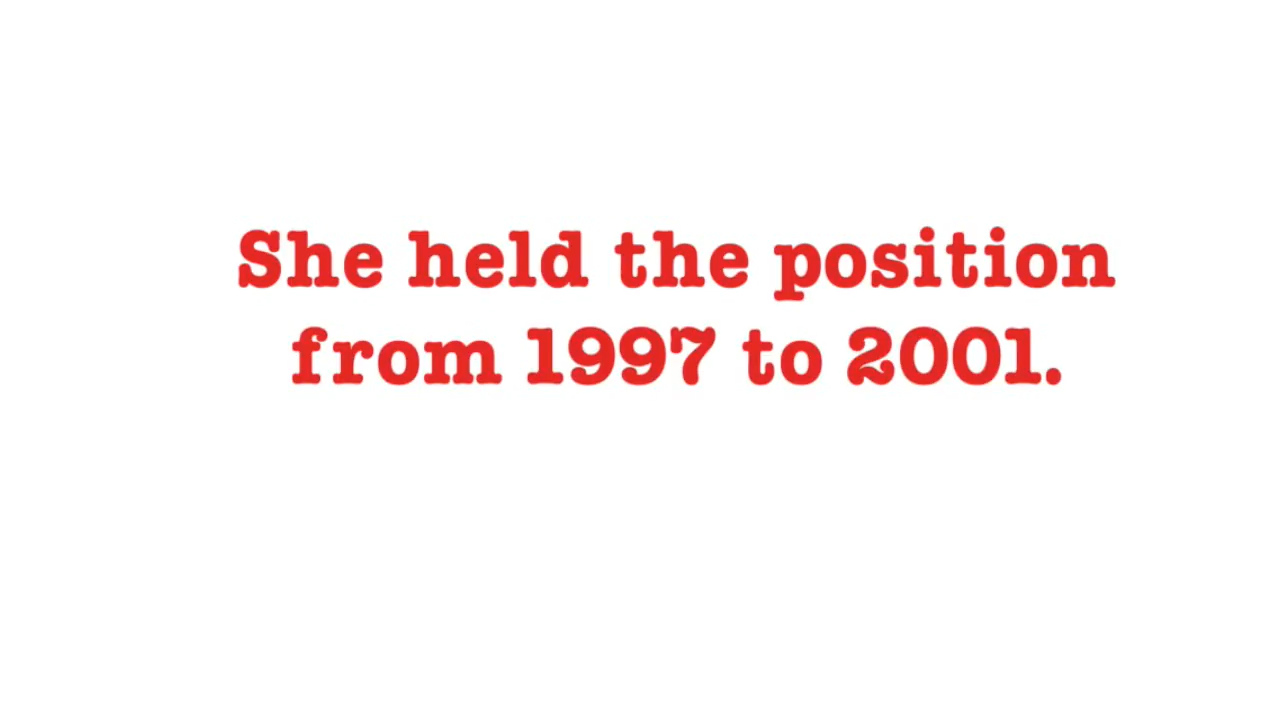 She held the position
from 1997 to 2001.